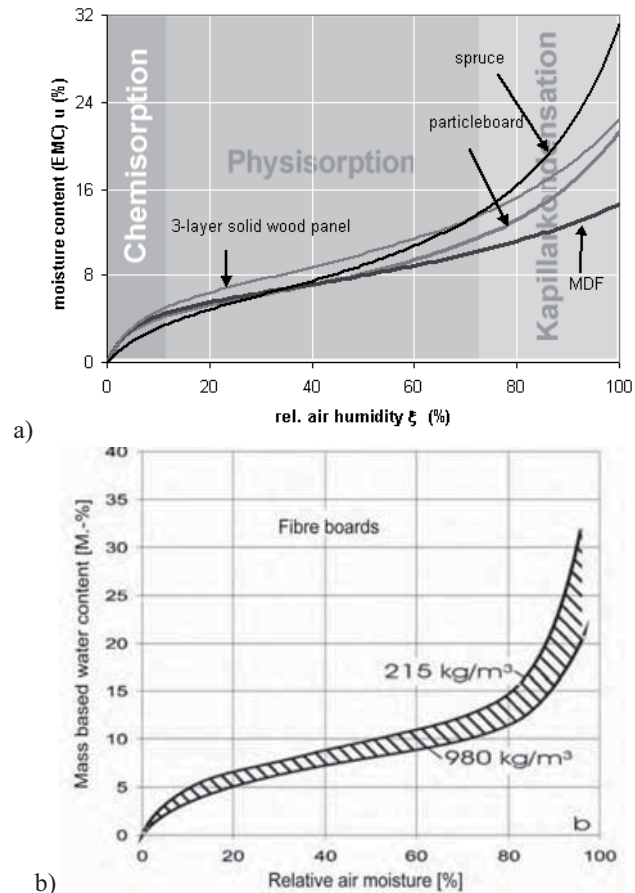 32
24
16
8
0
moisture content (EMC) u (%)
Chemisorption
Physisorption
Kapillarkondensation
spruce
particleboard
3-layer solid wood panel
MDF
0 20 40 60 80 100
rel. air humidity ξ (%)
a)
40
35
30
25
20
15
10
5
0
Mass based water content [M.-%]
Fibre boards
215 kg/m³
980 kg/m³
b
0 20 40 60 80 100
Relative air moisture [%]
b)